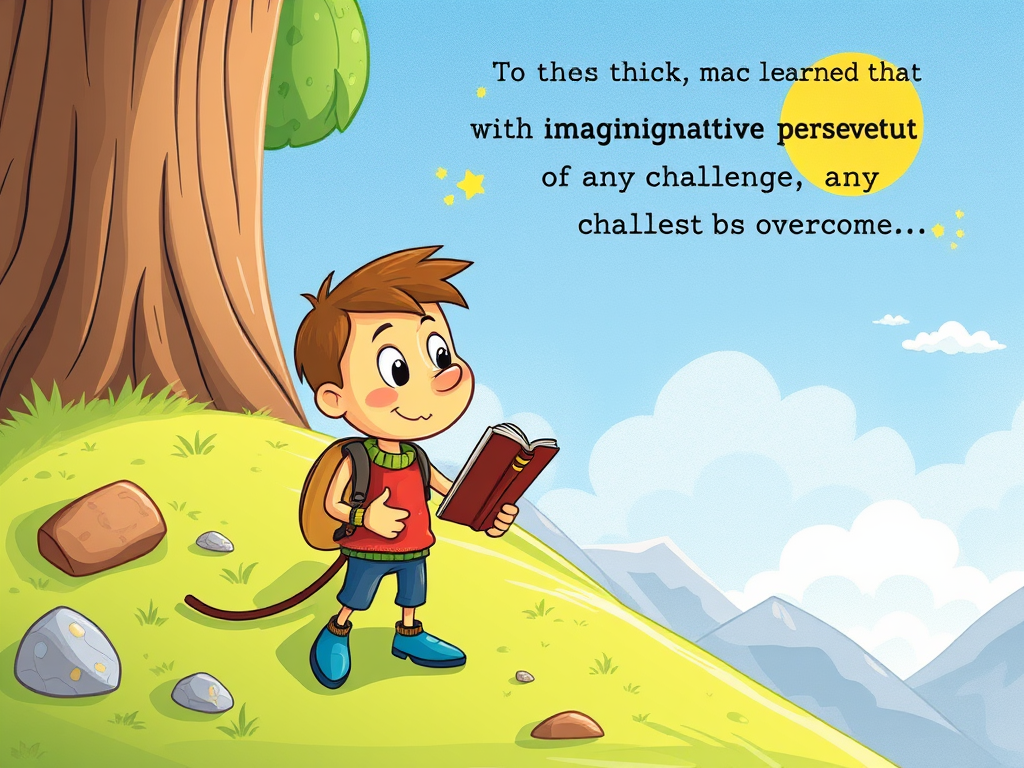 To thes thick, mac learned that
with imaginignattive persevetut
of any challenge, any
challest bs overcome...